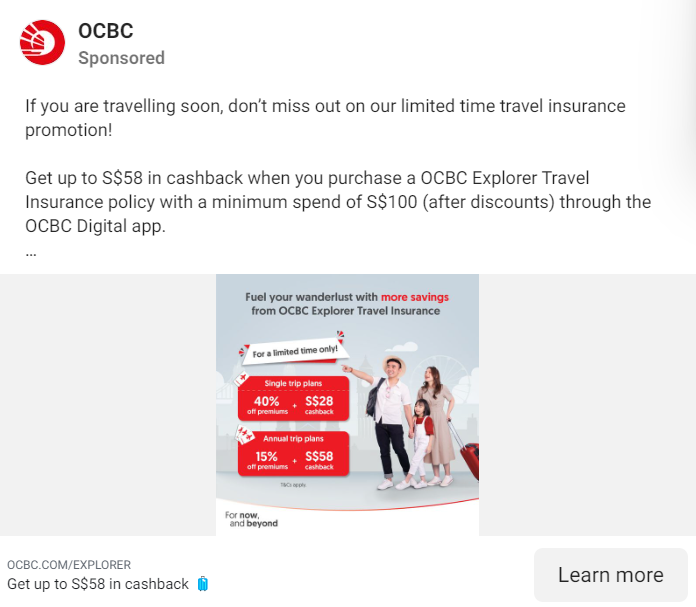 OCBC
Sponsored
If you are travelling soon, don’t miss out on our limited time travel insurance
promotion!
Get up to S$58 in cashback when you purchase a OCBC Explorer Travel
Insurance policy with a minimum spend of S$100 (after discounts) through the
OCBC Digital app.
...
Fuel your wanderlust with more savings
from OCBC Explorer Travel Insurance
For a limited time only!
Single trip plans
40% + S$28
off premiums cashback
Annual trip plans
15% + S$58
off premiums cashback
T&Cs apply
For now,
and beyond
OCBC.COM/EXPLORER
Get up to S$58 in cashback 🧳
Learn more